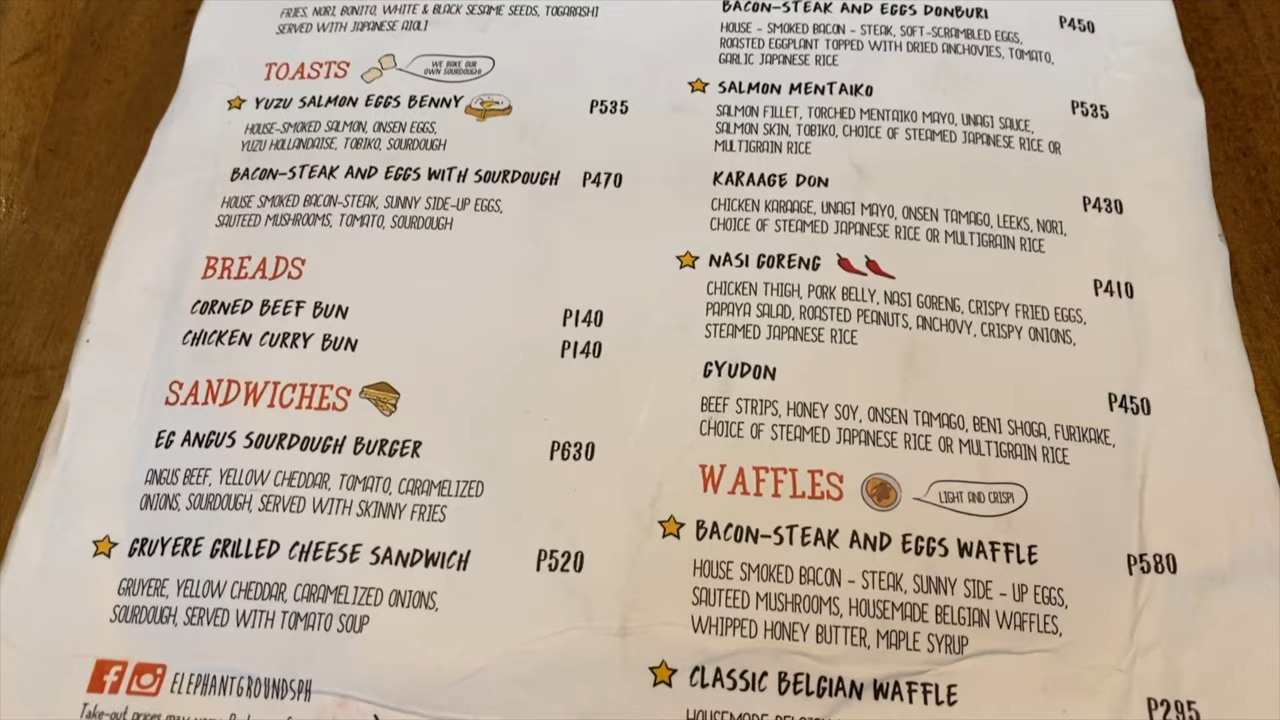 FRIES, NORI, BONITO, WHITE & BLACK SESAME SEEDS, TOGARASHI
SERVED WITH JAPANESE AIOLI
TOASTS
WE BAKE OUR
OWN SOURDOUGH!
YUZU SALMON EGGS BENNY P535
HOUSE-SMOKED SALMON, ONSEN EGGS,
YUZU HOLLANDAISE, TOBIKO, SOURDOUGH
BACON-STEAK AND EGGS WITH SOURDOUGH P470
HOUSE SMOKED BACON-STEAK, SUNNY SIDE-UP EGGS,
SAUTEED MUSHROOMS, TOMATO, SOURDOUGH
BREADS
CORNED BEEF BUN P140
CHICKEN CURRY BUN P140
SANDWICHES
EG ANGUS SOURDOUGH BURGER P630
ANGUS BEEF, YELLOW CHEDDAR, TOMATO, CARAMELIZED
ONIONS, SOURDOUGH, SERVED WITH SKINNY FRIES
GRUYERE GRILLED CHEESE SANDWICH P520
GRUYERE, YELLOW CHEDDAR, CARAMELIZED ONIONS,
SOURDOUGH, SERVED WITH TOMATO SOUP
ELEPHANTGROUNDSPH
Take-out prices may vary.
BACON-STEAK AND EGGS DONBURI P450
HOUSE - SMOKED BACON - STEAK, SOFT-SCRAMBLED EGGS,
ROASTED EGGPLANT TOPPED WITH DRIED ANCHOVIES, TOMATO,
GARLIC JAPANESE RICE
SALMON MENTAIKO P535
SALMON FILLET, TORCHED MENTAIKO MAYO, UNAGI SAUCE,
SALMON SKIN, TOBIKO, CHOICE OF STEAMED JAPANESE RICE OR
MULTIGRAIN RICE
KARAAGE DON P430
CHICKEN KARAAGE, UNAGI MAYO, ONSEN TAMAGO, LEEKS, NORI,
CHOICE OF STEAMED JAPANESE RICE OR MULTIGRAIN RICE
NASI GORENG P410
CHICKEN THIGH, PORK BELLY, NASI GORENG, CRISPY FRIED EGGS,
PAPAYA SALAD, ROASTED PEANUTS, ANCHOVY, CRISPY ONIONS,
STEAMED JAPANESE RICE
GYUDON P450
BEEF STRIPS, HONEY SOY, ONSEN TAMAGO, BENI SHOGA, FURIKAKE,
CHOICE OF STEAMED JAPANESE RICE OR MULTIGRAIN RICE
WAFFLES
LIGHT AND CRISP!
BACON-STEAK AND EGGS WAFFLE P580
HOUSE SMOKED BACON - STEAK, SUNNY SIDE - UP EGGS,
SAUTEED MUSHROOMS, HOUSEMADE BELGIAN WAFFLES,
WHIPPED HONEY BUTTER, MAPLE SYRUP
CLASSIC BELGIAN WAFFLE P295